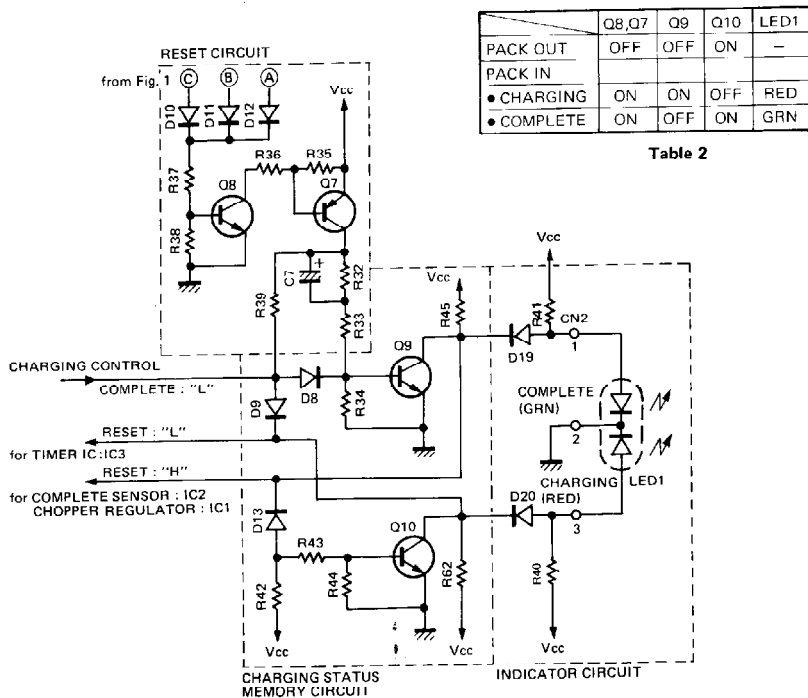 Q8,Q7 Q9 Q10 LED1
PACK OUT OFF OFF ON –
PACK IN
• CHARGING ON ON OFF RED
• COMPLETE ON OFF ON GRN
Table 2
RESET CIRCUIT
from Fig. 1 C B A
Vcc
D10
D11
D12
R36
R35
R37
Q8
Q7
R38
C7 +
R32
R39
R33
Vcc
R45
Vcc
R41
CN2
1
Q9
D19
CHARGING CONTROL
COMPLETE : "L"
D8
R34
D9
COMPLETE
(GRN)
RESET : "L"
for TIMER IC:IC3
2
RESET : "H"
for COMPLETE SENSOR : IC2
CHOPPER REGULATOR : IC1
CHARGING
(RED)
LED1
D13
Q10
D20
3
R43
R44
R42
R62
R40
Vcc
Vcc
Vcc
CHARGING STATUS
MEMORY CIRCUIT
INDICATOR CIRCUIT